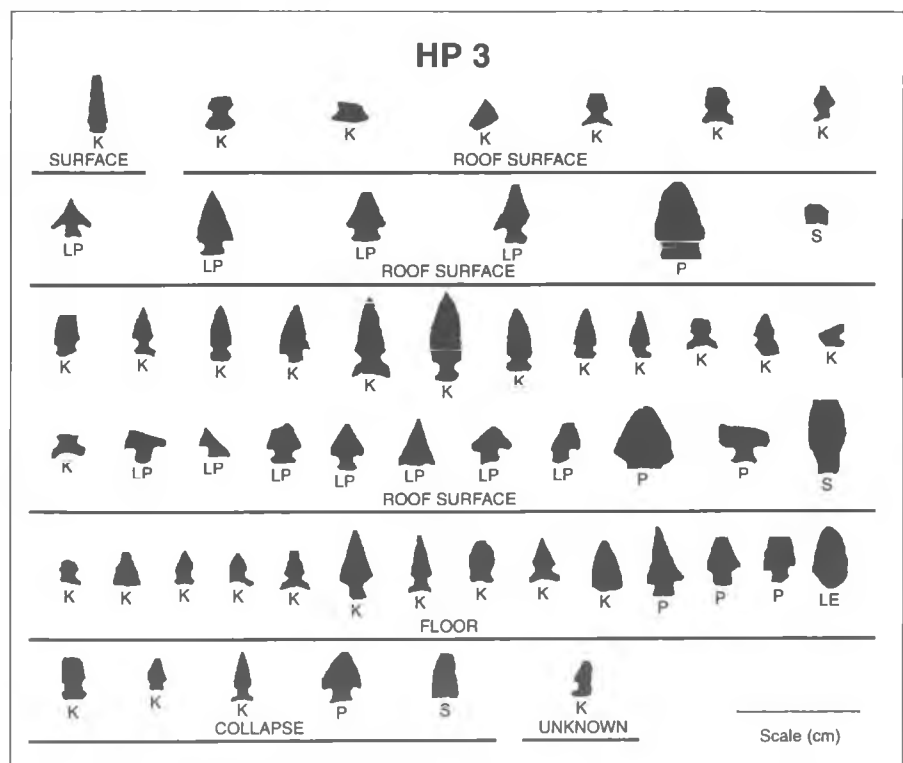 HP 3
K K K K K K K
SURFACE ROOF SURFACE
LP LP LP LP P S
ROOF SURFACE
K K K K K K K K K K K K
K LP LP LP LP LP LP LP P P S
ROOF SURFACE
K K K K K K K K K K P P P LE
FLOOR
K K K P S K
COLLAPSE UNKNOWN Scale (cm)